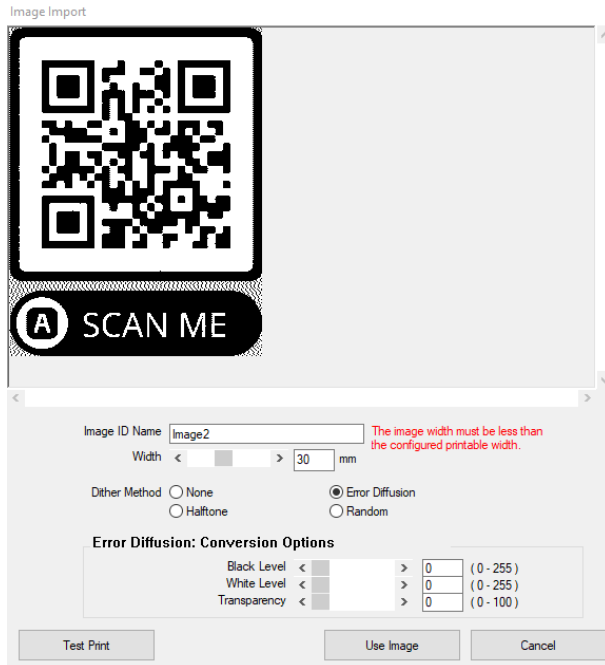 Image Import
A SCAN ME
Image ID Name Image2 The image width must be less than
the configured printable width.
Width 30 mm
Dither Method None Error Diffusion
Halftone Random
Error Diffusion: Conversion Options
Black Level 0 ( 0 - 255 )
White Level 0 ( 0 - 255 )
Transparency 0 ( 0 - 100 )
Test Print Use Image Cancel